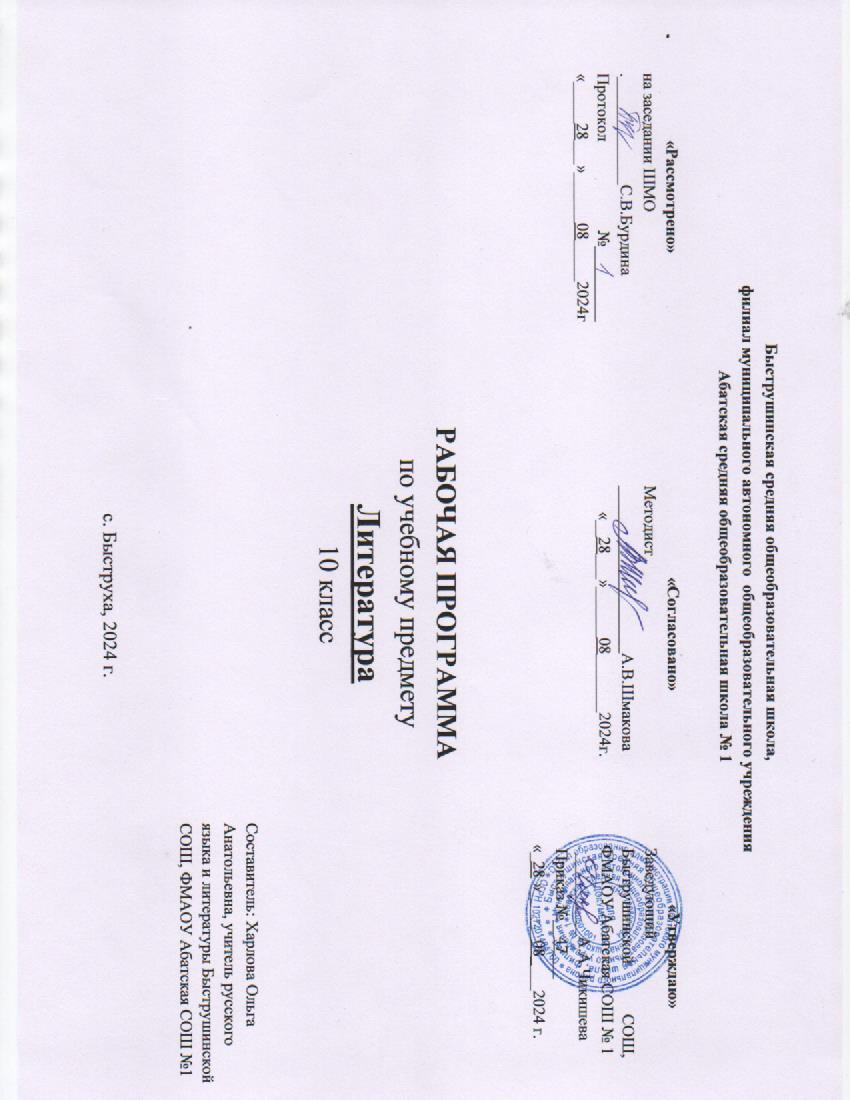 Быструшинская средняя общеобразовательная школа,
филиал муниципального автономного общеобразовательного учреждения
Абатская средняя общеобразовательная школа № 1
«Рассмотрено»
на заседании ШМО
С.В.Бурдина
Протокол № 1
« 28 » 08 2024г
«Согласовано»
Методист
А.В.Шмакова
« 28 » 08 2024г.
«Утверждаю»
Заведующий
Быструшинской СОШ,
ФМАОУ Абатская СОШ № 1
А.А.Чикишева
Приказ № 47
« 28 » 08 2024 г.
РАБОЧАЯ ПРОГРАММА
по учебному предмету
Литература
10 класс
Составитель: Харлова Ольга
Анатольевна, учитель русского
языка и литературы Быструшинской
СОШ, ФМАОУ Абатская СОШ №1
с. Быструха, 2024 г.